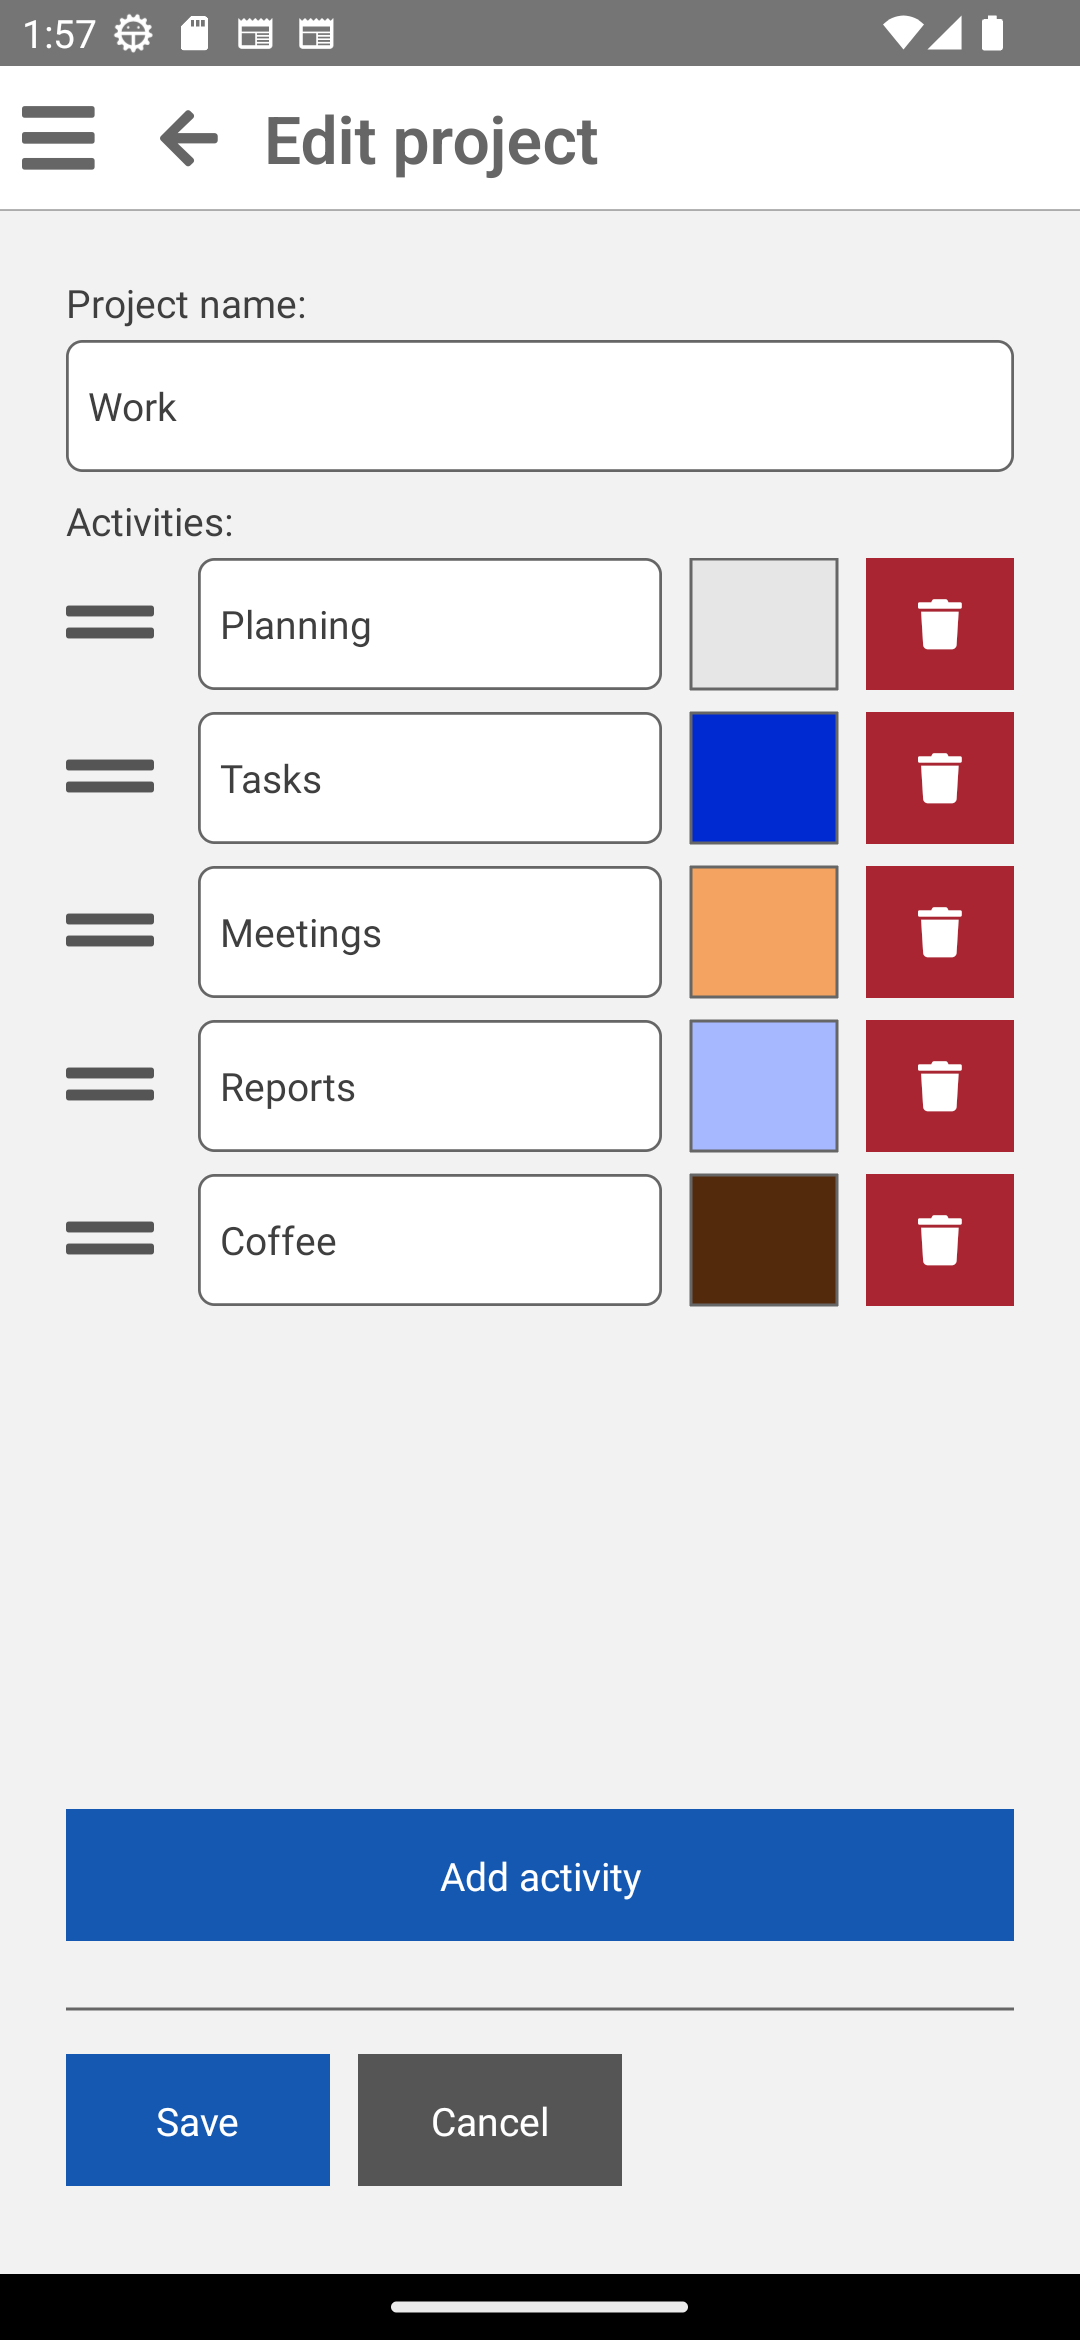 1:57
Edit project
Project name:
Work
Activities:
Planning
Tasks
Meetings
Reports
Coffee
Add activity
Save
Cancel